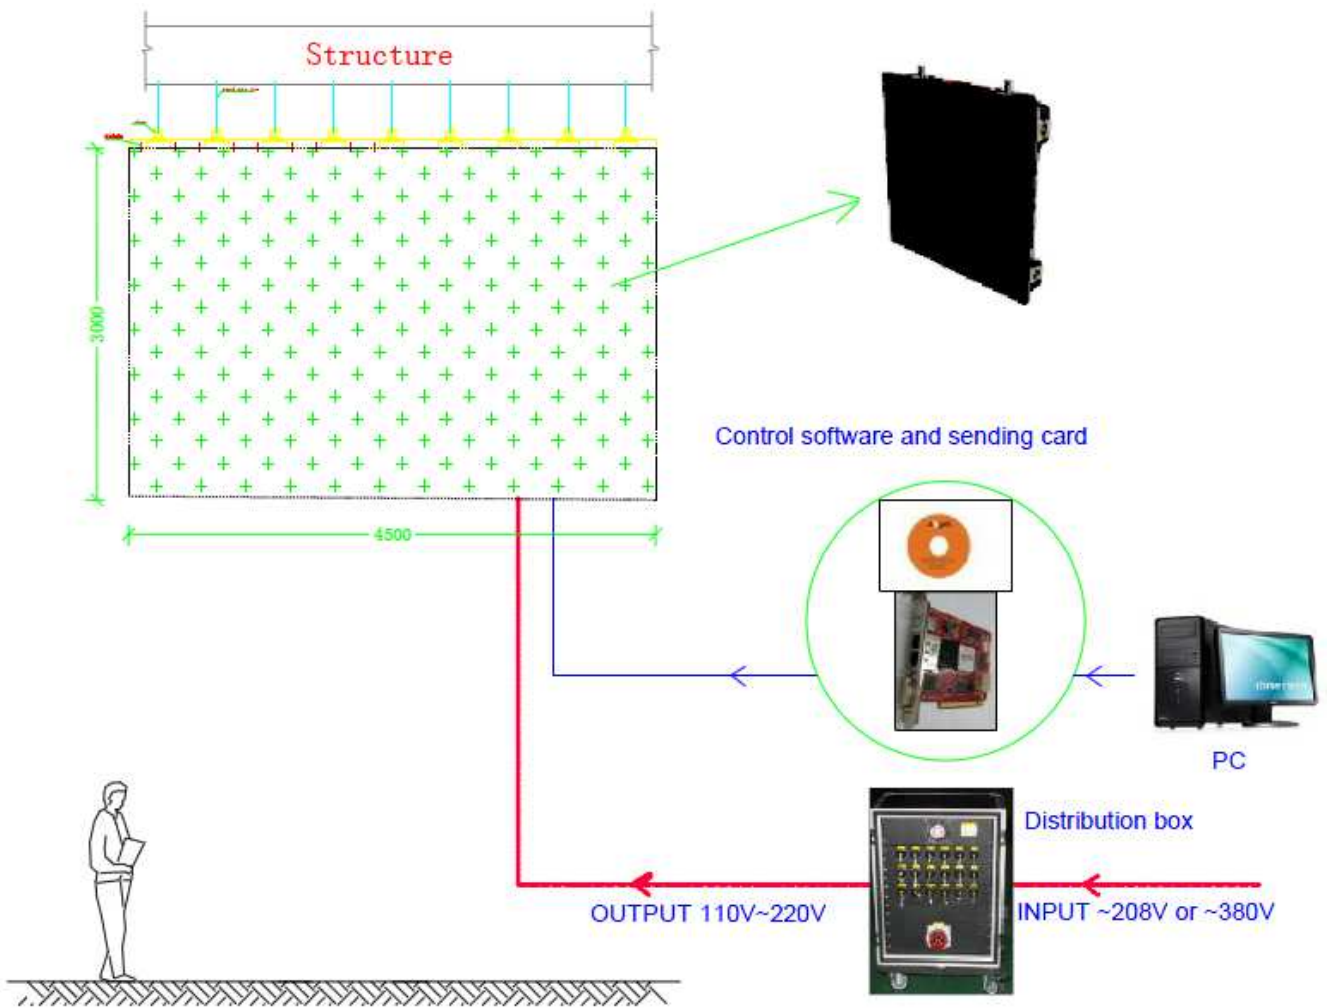 Structure
3000
4500
Control software and sending card
PC
Distribution box
OUTPUT 110V~220V
INPUT ~208V or ~380V